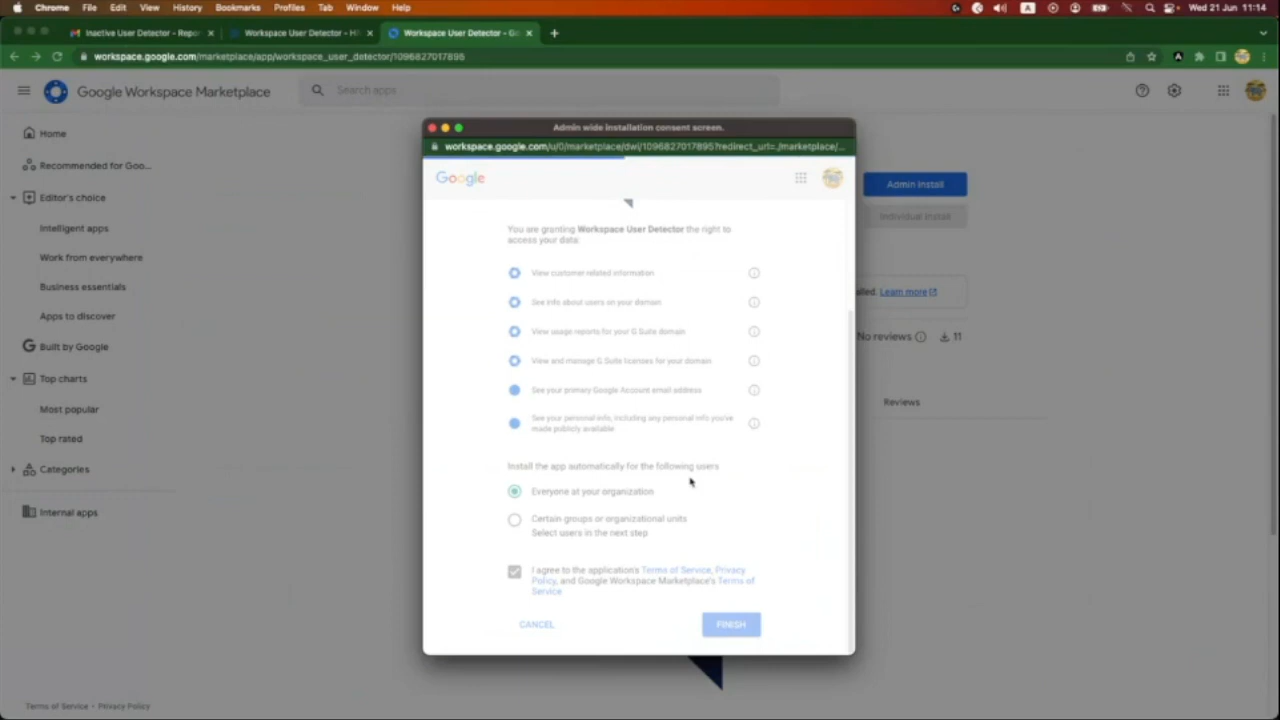 Chrome File Edit View History Bookmarks Profiles Tab Window Help
A
Wed 21 Jun 11:14
Inactive User Detector - Repor
Workspace User Detector - H
Workspace User Detector - G
workspace.google.com/marketplace/app/workspace_user_detector/1096827017895
Google Workspace Marketplace
Search apps
Home
Recommended for Goo...
Editor's choice
Intelligent apps
Work from everywhere
Business essentials
Apps to discover
Built by Google
Top charts
Most popular
Top rated
Categories
Internal apps
Terms of Service • Privacy Policy
Admin Install
Individual Install
alled. Learn more
No reviews 11
Reviews
Admin wide installation consent screen.
workspace.google.com/u/0/marketplace/dwi/1096827017895?redirect_url=./marketplace/...
Google
You are granting Workspace User Detector the right to
access your data:
View customer related information
See info about users on your domain
View usage reports for your G Suite domain
View and manage G Suite licenses for your domain
See your primary Google Account email address
See your personal info, including any personal info you've
made publicly available
Install the app automatically for the following users
Everyone at your organization
Certain groups or organizational units
Select users in the next step
I agree to the application's Terms of Service, Privacy
Policy, and Google Workspace Marketplace's Terms of
Service
CANCEL
FINISH